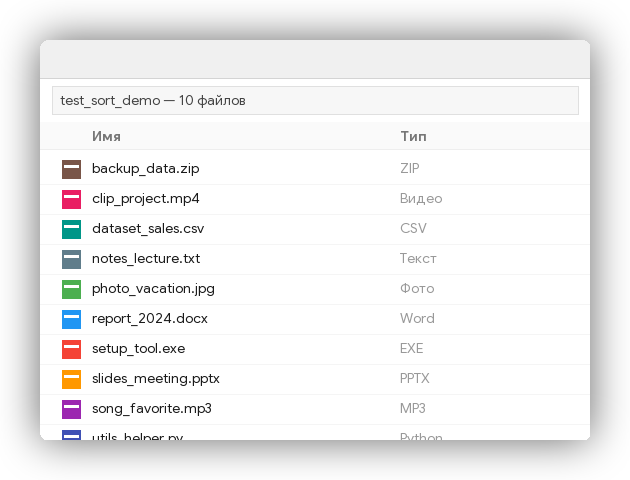 test_sort_demo — 10 файлов
Имя Тип
backup_data.zip ZIP
clip_project.mp4 Видео
dataset_sales.csv CSV
notes_lecture.txt Текст
photo_vacation.jpg Фото
report_2024.docx Word
setup_tool.exe EXE
slides_meeting.pptx PPTX
song_favorite.mp3 MP3
utils_helper.py Python